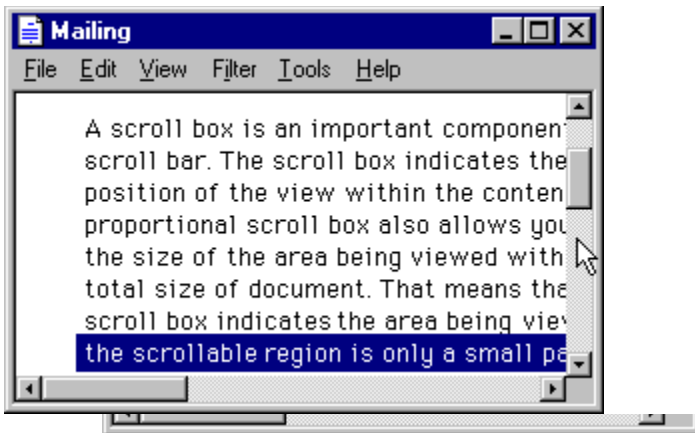 Mailing
File Edit View Filter Tools Help
A scroll box is an important componen
scroll bar. The scroll box indicates the
position of the view within the conten
proportional scroll box also allows you
the size of the area being viewed with
total size of document. That means tha
scroll box indicates the area being view
the scrollable region is only a small pa